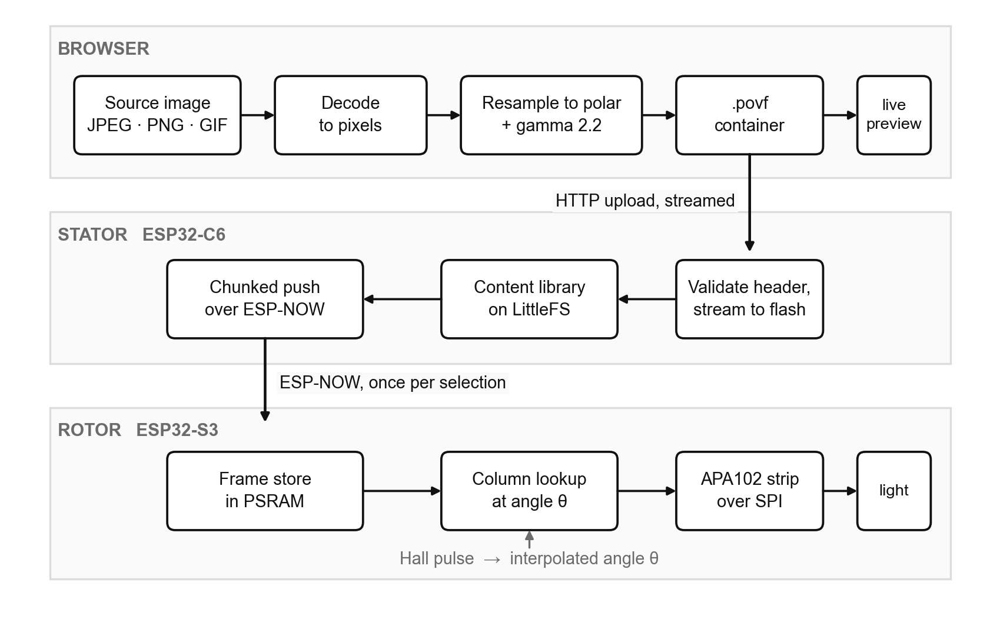 BROWSER
Source image
JPEG · PNG · GIF
Decode
to pixels
Resample to polar
+ gamma 2.2
.povf
container
live
preview
HTTP upload, streamed
STATOR ESP32-C6
Chunked push
over ESP-NOW
Content library
on LittleFS
Validate header,
stream to flash
ESP-NOW, once per selection
ROTOR ESP32-S3
Frame store
in PSRAM
Column lookup
at angle θ
APA102 strip
over SPI
light
Hall pulse → interpolated angle θ